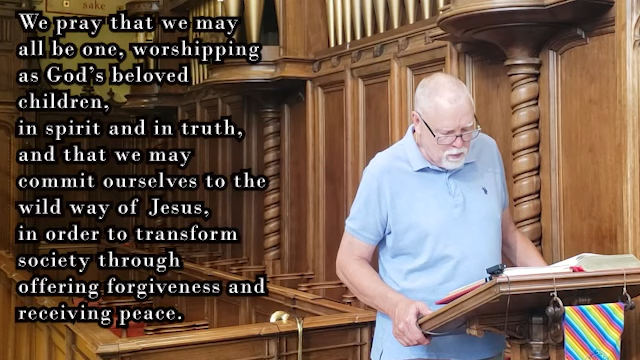 sake
We pray that we may
all be one, worshipping
as God's beloved
children,
in spirit and in truth,
and that we may
commit ourselves to the
wild way of Jesus,
in order to transform
society through
offering forgiveness and
receiving peace.